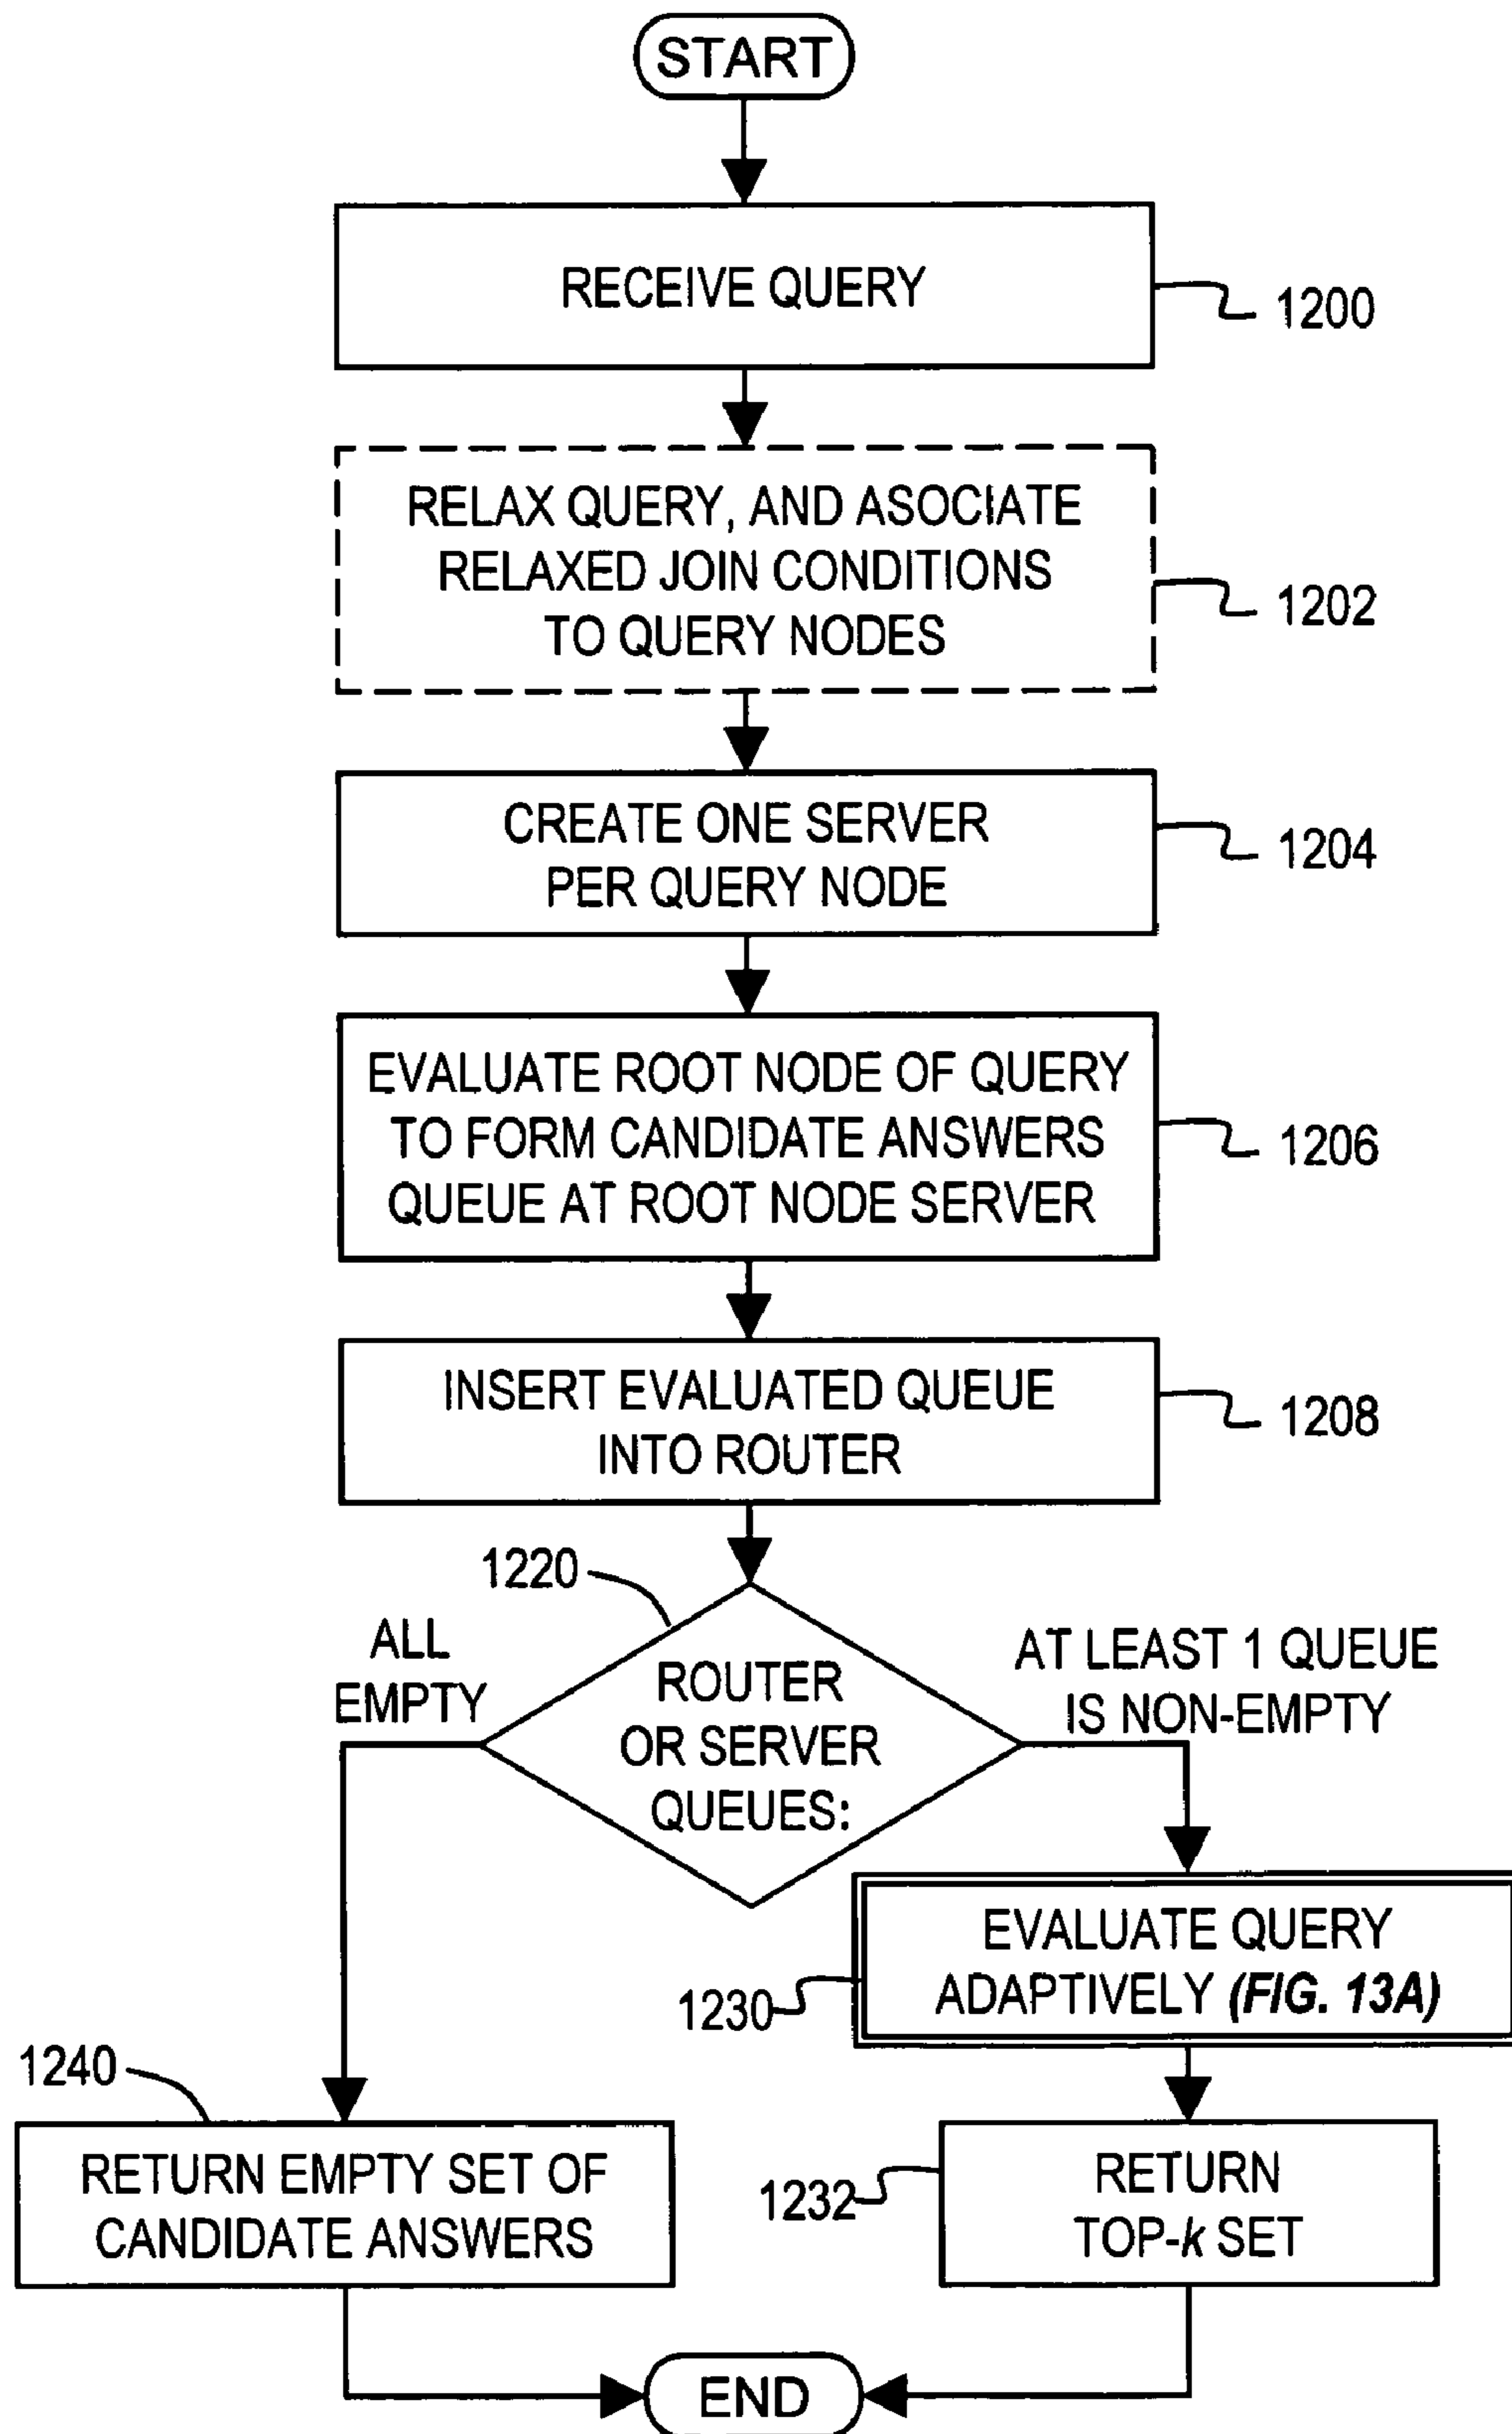 START
RECEIVE QUERY
1200
RELAX QUERY, AND ASOCIATE
RELAXED JOIN CONDITIONS
TO QUERY NODES
1202
CREATE ONE SERVER
PER QUERY NODE
1204
EVALUATE ROOT NODE OF QUERY
TO FORM CANDIDATE ANSWERS
QUEUE AT ROOT NODE SERVER
1206
INSERT EVALUATED QUEUE
INTO ROUTER
1208
1220
ALL
EMPTY
ROUTER
OR SERVER
QUEUES:
AT LEAST 1 QUEUE
IS NON-EMPTY
EVALUATE QUERY
ADAPTIVELY (FIG. 13A)
1230
1240
RETURN EMPTY SET OF
CANDIDATE ANSWERS
1232
RETURN
TOP-k SET
END